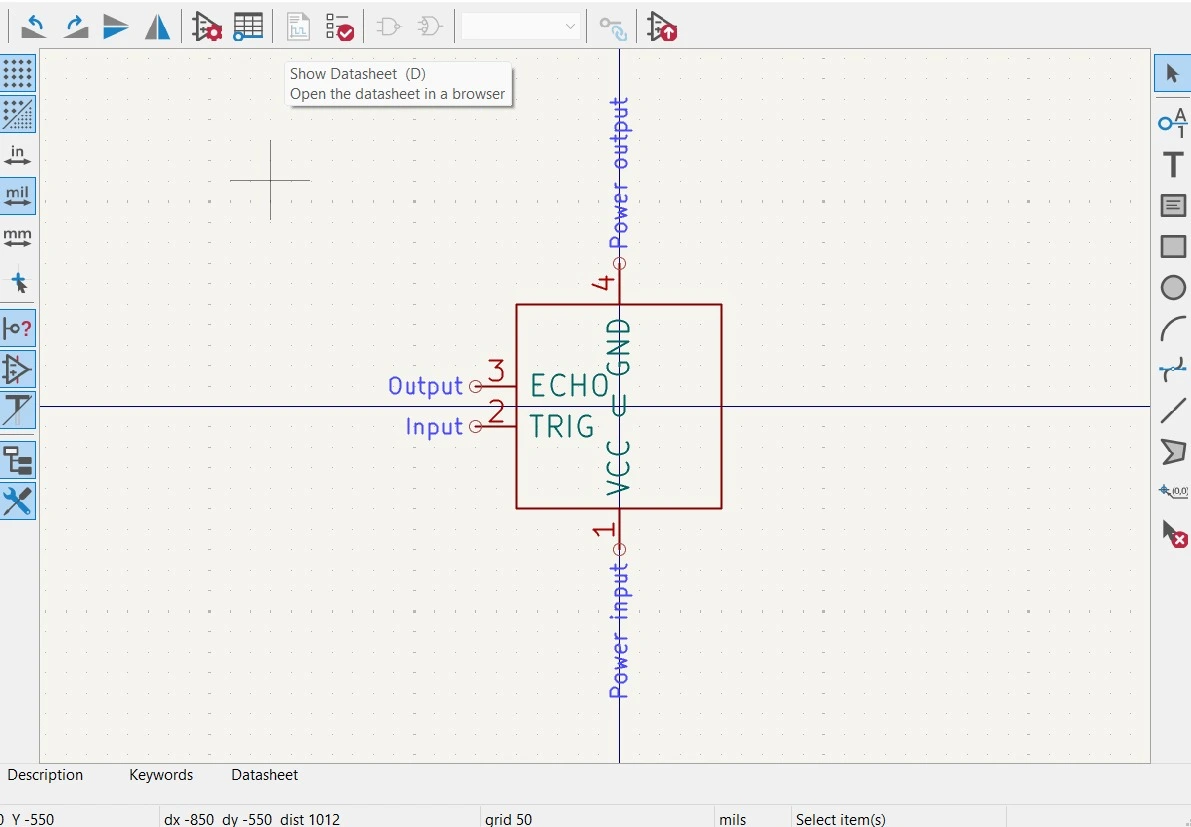 Show Datasheet (D)
Open the datasheet in a browser
in
mil
mm
A
1
T
Power output
4
GND
3
Output
ECHO
U
2
Input
TRIG
VCC
1
Power input
(0,0)
Description Keywords Datasheet
0 Y -550 dx -850 dy -550 dist 1012 grid 50 mils Select item(s)